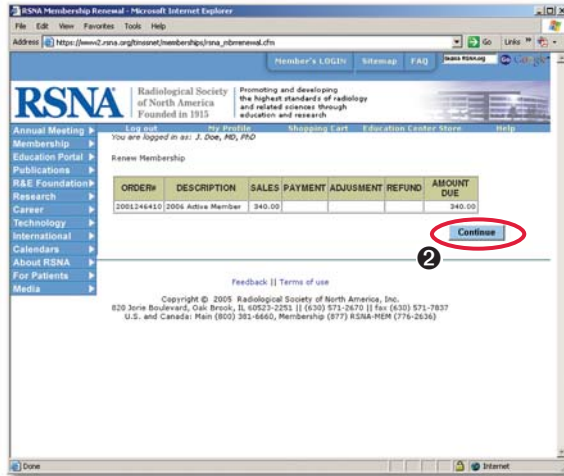 RSNA Membership Renewal - Microsoft Internet Explorer
File Edit View Favorites Tools Help
Address https://www2.rsna.org/timssnet/memberships/rsna_mbrrenewal.cfm Go Links »
Member's LOGIN Sitemap FAQ Search RSNA.org Go Google
RSNA
Radiological Society
of North America
Founded in 1915
Promoting and developing
the highest standards of radiology
and related sciences through
education and research
Log out My Profile Shopping Cart Education Center Store Help
Annual Meeting
Membership
Education Portal
Publications
R&E Foundation
Research
Career
Technology
International
Calendars
About RSNA
For Patients
Media
You are logged in as: J. Doe, MD, PhD
Renew Membership
ORDER# DESCRIPTION SALES PAYMENT ADJUSMENT REFUND AMOUNT DUE
2001246410 2006 Active Member 340.00 340.00
Continue
2
Feedback || Terms of use
Copyright © 2005 Radiological Society of North America, Inc.
820 Jorie Boulevard, Oak Brook, IL 60523-2251 || (630) 571-2670 || fax (630) 571-7837
U.S. and Canada: Main (800) 381-6660, Membership (877) RSNA-MEM (776-2636)
Done Internet